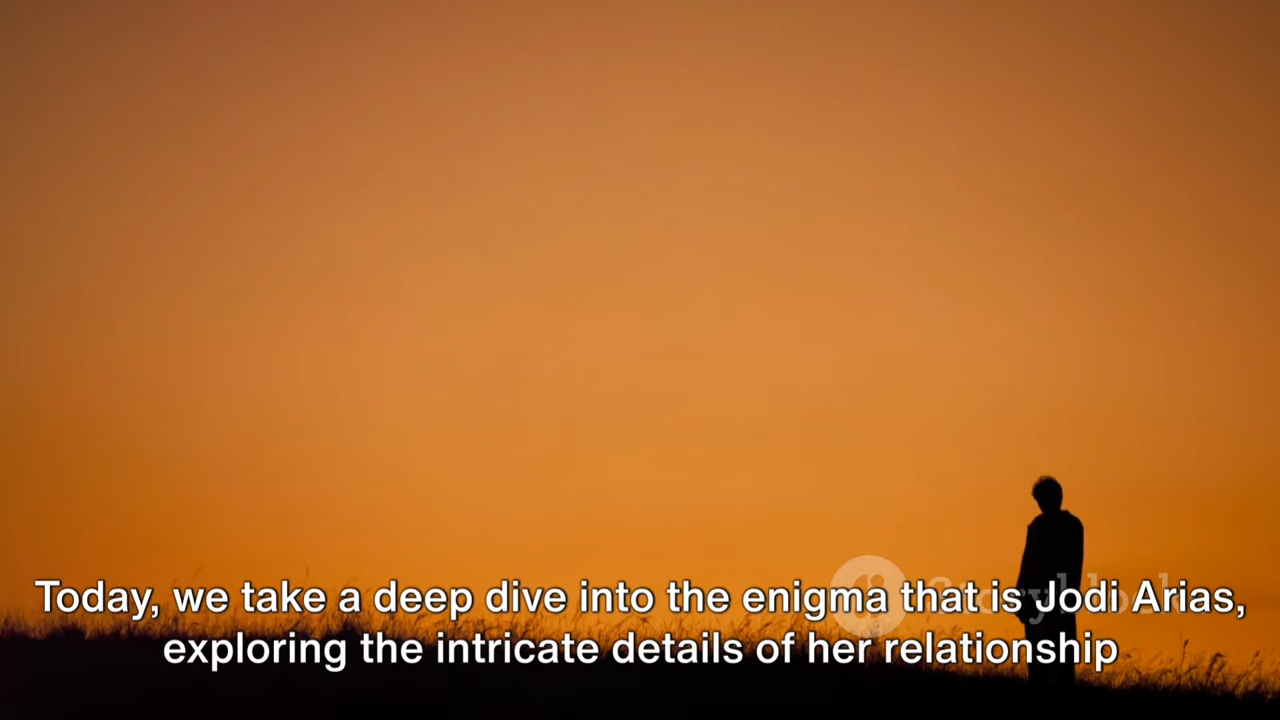 Today, we take a deep dive into the enigma that is Jodi Arias,
exploring the intricate details of her relationship